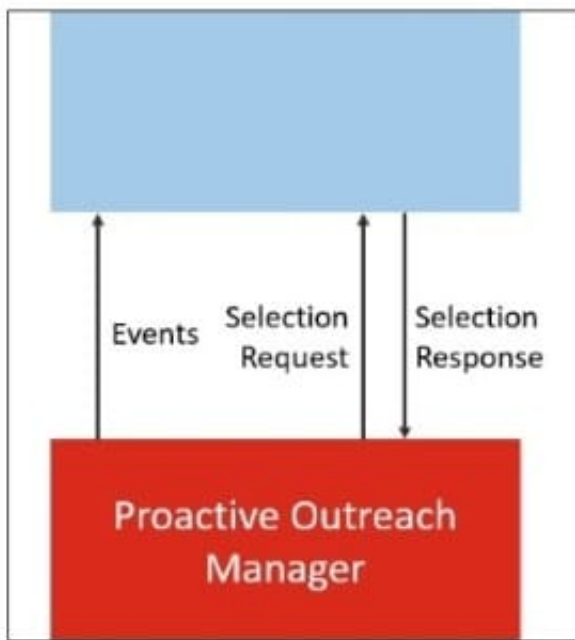 Events
Selection
Request
Selection
Response
Proactive Outreach
Manager